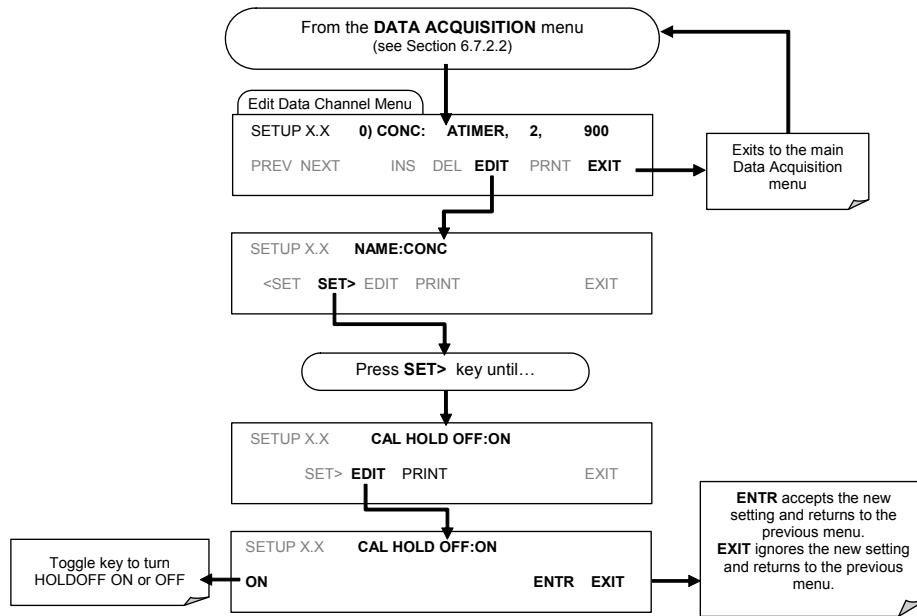 From the DATA ACQUISITION menu
(see Section 6.7.2.2)
Edit Data Channel Menu
SETUP X.X 0) CONC: ATIMER, 2, 900
PREV NEXT INS DEL EDIT PRNT EXIT
Exits to the main
Data Acquisition
menu
SETUP X.X NAME:CONC
<SET SET> EDIT PRINT EXIT
Press SET> key until…
SETUP X.X CAL HOLD OFF:ON
SET> EDIT PRINT EXIT
SETUP X.X CAL HOLD OFF:ON
ON ENTR EXIT
Toggle key to turn
HOLDOFF ON or OFF
ENTR accepts the new
setting and returns to the
previous menu.
EXIT ignores the new setting
and returns to the previous
menu.